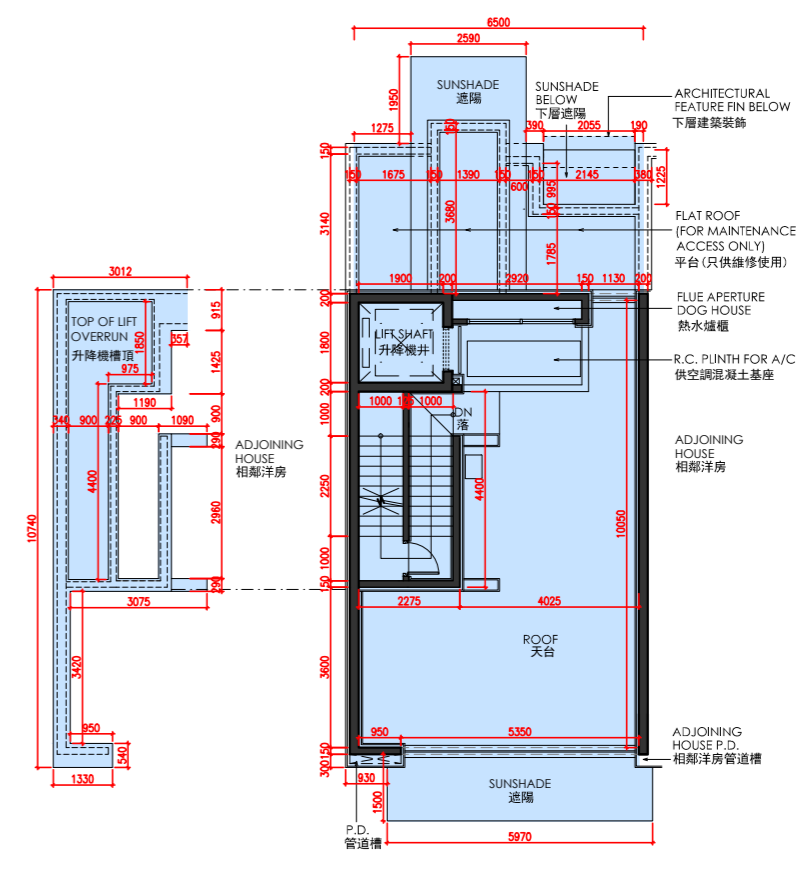 6500
2590
SUNSHADE
遮陽
1950
SUNSHADE
BELOW
下層遮陽
ARCHITECTURAL
FEATURE FIN BELOW
下層建築裝飾
1275
150
390
2055
190
150
150
1675
150
1390
150
150
2145
380
600
995
1225
3140
3680
150
1785
FLAT ROOF
(FOR MAINTENANCE
ACCESS ONLY)
平台(只供維修使用)
3012
1900
200
2920
150
1130
200
200
915
FLUE APERTURE
DOG HOUSE
熱水爐櫃
TOP OF LIFT
OVERRUN
升降機槽頂
1850
357
1425
975
1800
LIFT SHAFT
升降機井
R.C. PLINTH FOR A/C
供空調混凝土基座
200
1190
1000
1000
1000
DN
落
340
900
225
900
1090
900
290
ADJOINING
HOUSE
相鄰洋房
ADJOINING
HOUSE
相鄰洋房
4400
2250
4400
2960
10740
10050
1000
290
150
3075
2275
4025
3420
3600
ROOF
天台
950
540
1330
950
5350
150
300
930
ADJOINING
HOUSE P.D.
相鄰洋房管道槽
1500
SUNSHADE
遮陽
P.D.
管道槽
5970